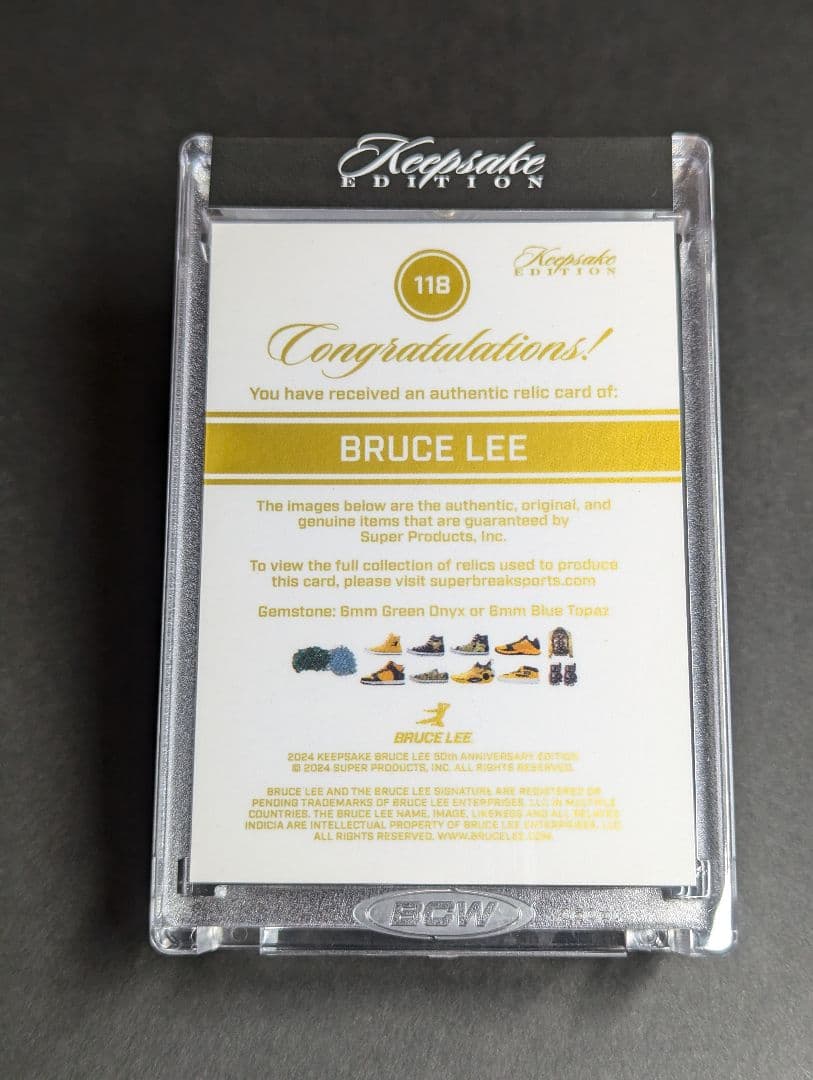 Keepsake
EDITION
118
Keepsake
EDITION
Congratulations!
You have received an authentic relic card of:
BRUCE LEE
The images below are the authentic, original, and
genuine items that are guaranteed by
Super Products, Inc.
To view the full collection of relics used to produce
this card, please visit superbreaksports.com
Gemstone: 6mm Green Onyx or 6mm Blue Topaz
BRUCE LEE
2024 KEEPSAKE BRUCE LEE 50th ANNIVERSARY EDITION
© 2024 SUPER PRODUCTS, INC. ALL RIGHTS RESERVED.
BRUCE LEE AND THE BRUCE LEE SIGNATURE ARE REGISTERED OR
PENDING TRADEMARKS OF BRUCE LEE ENTERPRISES, LLC IN MULTIPLE
COUNTRIES. THE BRUCE LEE NAME, IMAGE, LIKENESS AND ALL RELATED
INDICIA ARE INTELLECTUAL PROPERTY OF BRUCE LEE ENTERPRISES, LLC
ALL RIGHTS RESERVED. WWW.BRUCELEE.COM
BCW